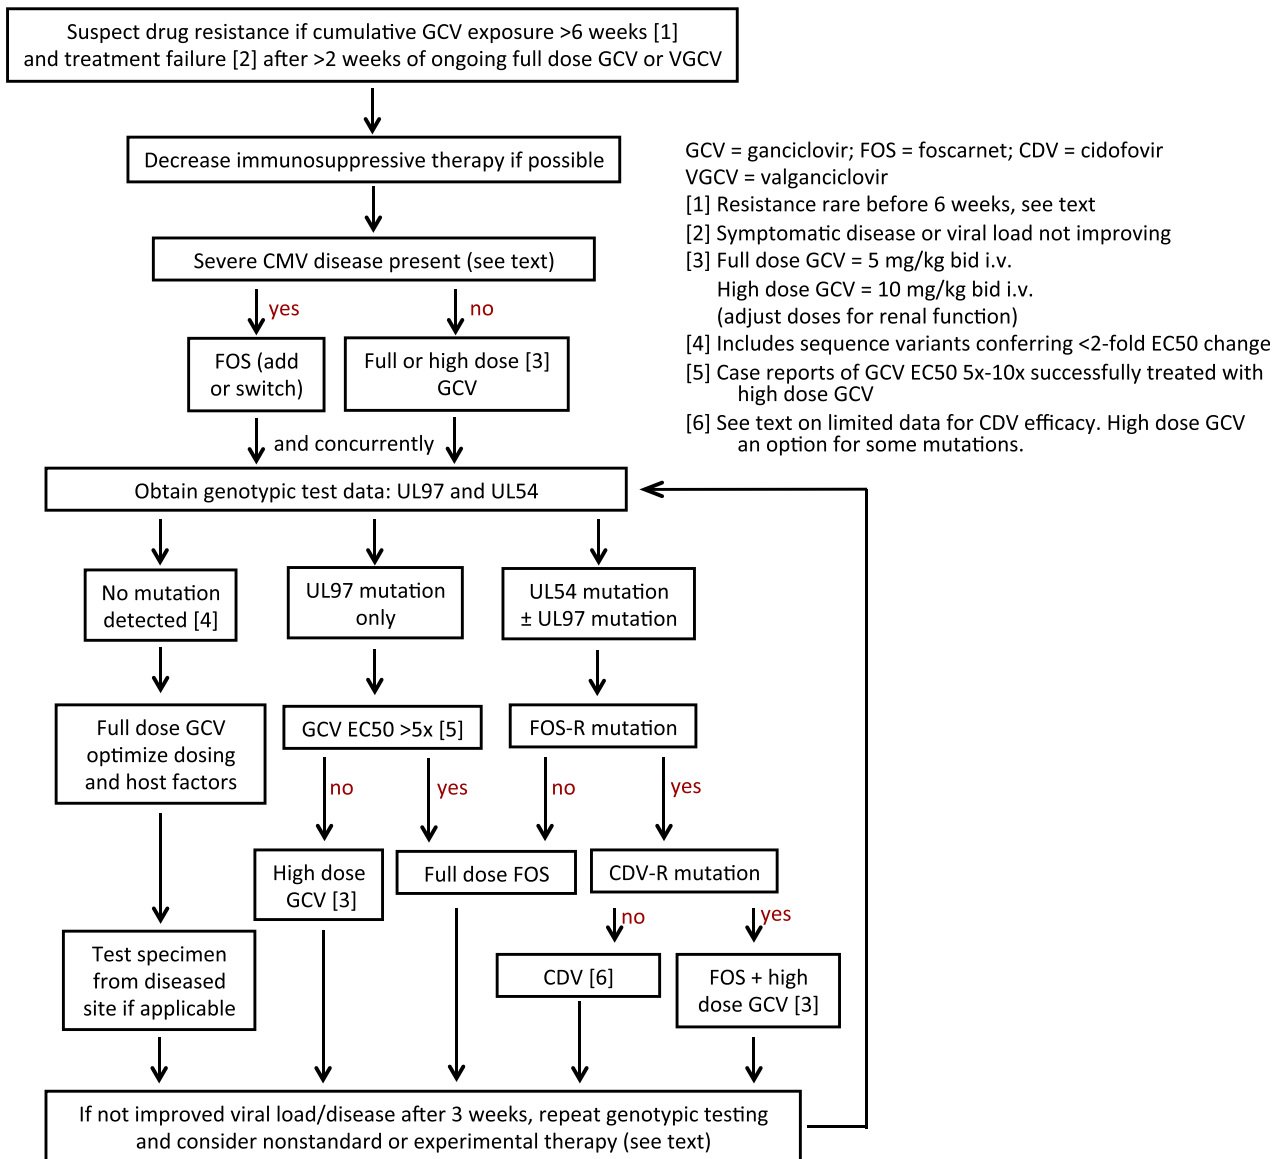 Suspect drug resistance if cumulative GCV exposure >6 weeks [1]
and treatment failure [2] after >2 weeks of ongoing full dose GCV or VGCV
Decrease immunosuppressive therapy if possible
GCV = ganciclovir; FOS = foscarnet; CDV = cidofovir
VGCV = valganciclovir
[1] Resistance rare before 6 weeks, see text
[2] Symptomatic disease or viral load not improving
[3] Full dose GCV = 5 mg/kg bid i.v.
High dose GCV = 10 mg/kg bid i.v.
(adjust doses for renal function)
[4] Includes sequence variants conferring <2-fold EC50 change
[5] Case reports of GCV EC50 5x-10x successfully treated with
high dose GCV
[6] See text on limited data for CDV efficacy. High dose GCV
an option for some mutations.
Severe CMV disease present (see text)
yes
no
FOS (add
or switch)
Full or high dose [3]
GCV
and concurrently
Obtain genotypic test data: UL97 and UL54
No mutation
detected [4]
UL97 mutation
only
UL54 mutation
± UL97 mutation
Full dose GCV
optimize dosing
and host factors
GCV EC50 >5x [5]
FOS-R mutation
no
yes
no
yes
High dose
GCV [3]
Full dose FOS
CDV-R mutation
no
yes
Test specimen
from diseased
site if applicable
CDV [6]
FOS + high
dose GCV [3]
If not improved viral load/disease after 3 weeks, repeat genotypic testing
and consider nonstandard or experimental therapy (see text)